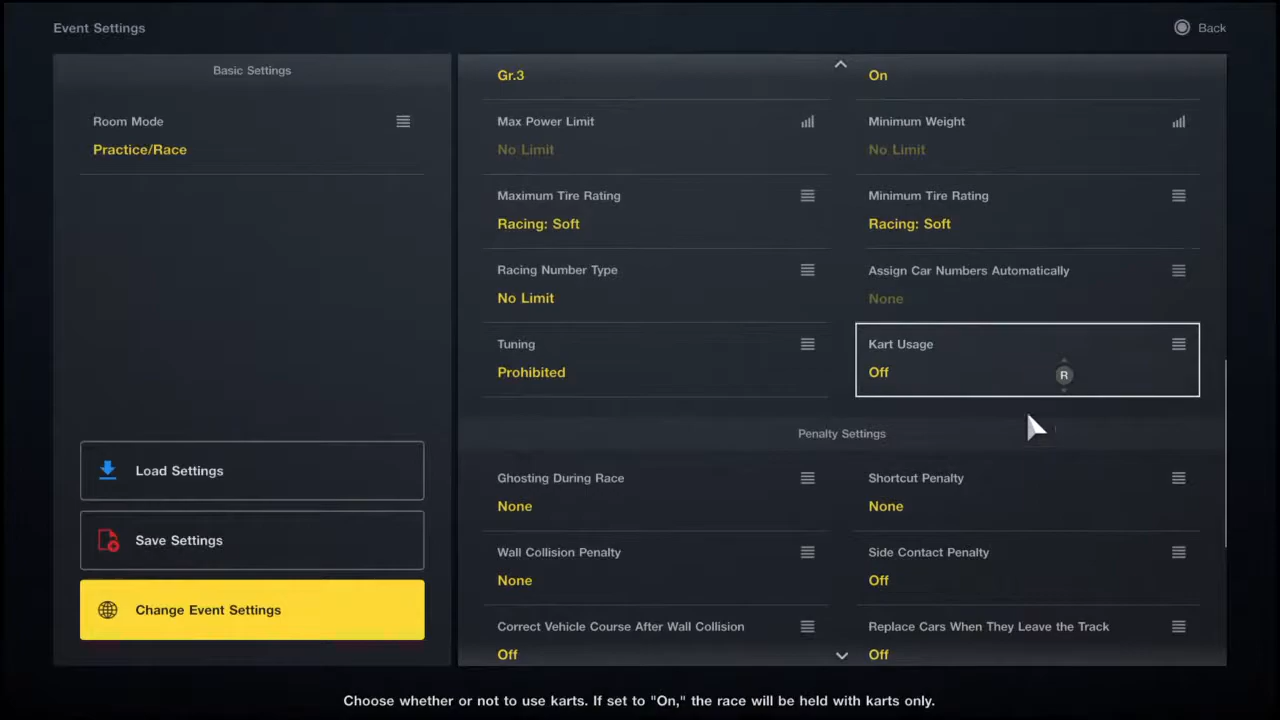 Event Settings
Back
Basic Settings
Room Mode
Practice/Race
Load Settings
Save Settings
Change Event Settings
Gr.3
On
Max Power Limit
No Limit
Minimum Weight
No Limit
Maximum Tire Rating
Racing: Soft
Minimum Tire Rating
Racing: Soft
Racing Number Type
No Limit
Assign Car Numbers Automatically
None
Tuning
Prohibited
Kart Usage
Off
R
Penalty Settings
Ghosting During Race
None
Shortcut Penalty
None
Wall Collision Penalty
None
Side Contact Penalty
Off
Correct Vehicle Course After Wall Collision
Off
Replace Cars When They Leave the Track
Off
Choose whether or not to use karts. If set to "On," the race will be held with karts only.